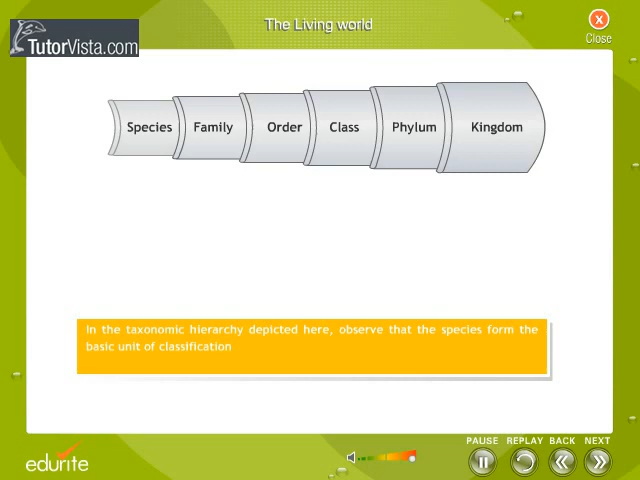 The Living world
x
Close
TutorVista.com
Species Family Order Class Phylum Kingdom
In the taxonomic hierarchy depicted here, observe that the species form the
basic unit of classification
PAUSE REPLAY BACK NEXT
edurite